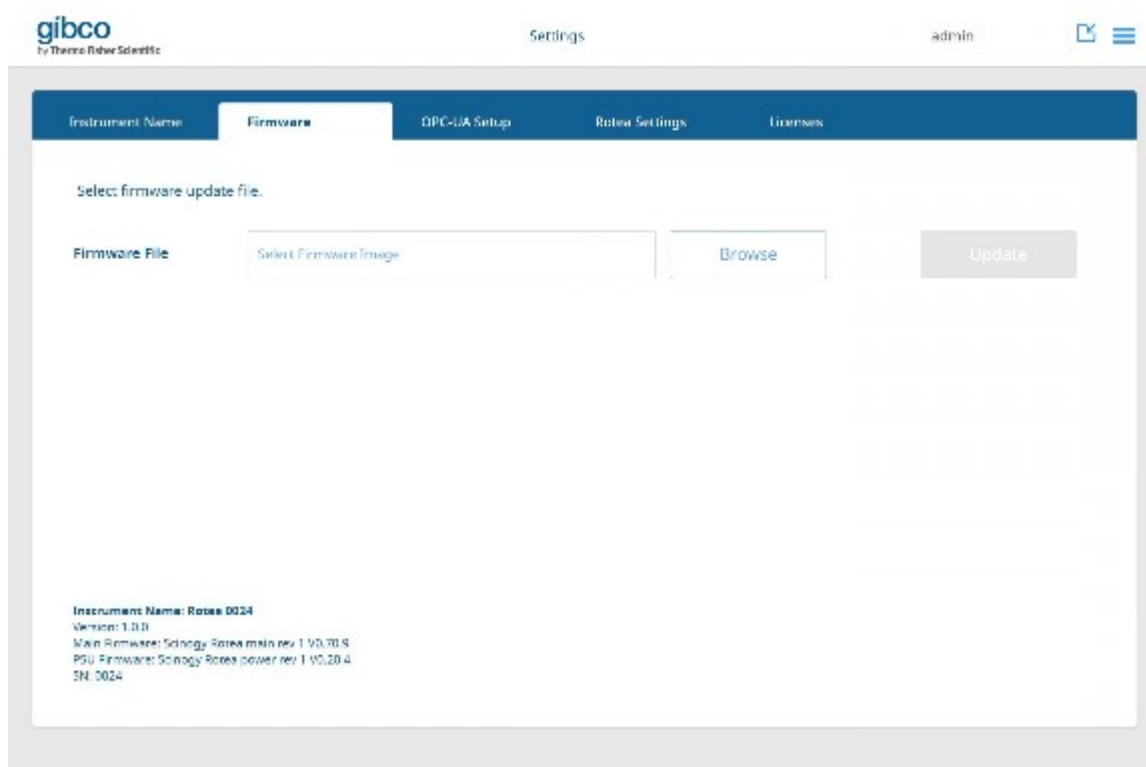 gibco
by Thermo Fisher Scientific
Settings
admin
Instrument Name
Firmware
OPC-UA Setup
Rotea Settings
Licenses
Select firmware update file.
Firmware File
Select Firmware Image
Browse
Update
Instrument Name: Rotea 0024
Version: 1.0.0
Main Firmware: Scinogy Rotea main rev 1 V0.70.9
PSU Firmware: Scinogy Rotea power rev 1 V0.20.4
SN: 0024